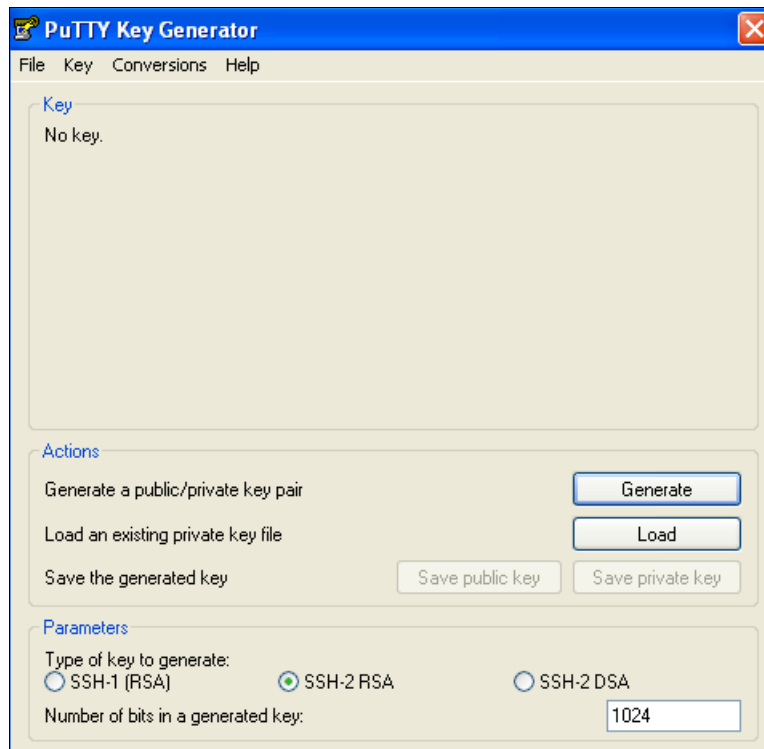 PuTTY Key Generator
File Key Conversions Help
Key
No key.
Actions
Generate a public/private key pair Generate
Load an existing private key file Load
Save the generated key Save public key Save private key
Parameters
Type of key to generate:
SSH-1 (RSA) SSH-2 RSA SSH-2 DSA
Number of bits in a generated key: 1024